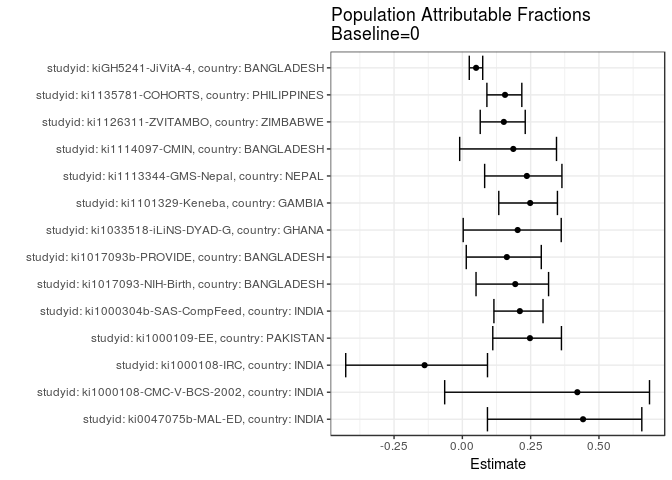 Population Attributable Fractions
Baseline=0
studyid: kiGH5241-JiVitA-4, country: BANGLADESH
studyid: ki1135781-COHORTS, country: PHILIPPINES
studyid: ki1126311-ZVITAMBO, country: ZIMBABWE
studyid: ki1114097-CMIN, country: BANGLADESH
studyid: ki1113344-GMS-Nepal, country: NEPAL
studyid: ki1101329-Keneba, country: GAMBIA
studyid: ki1033518-iLiNS-DYAD-G, country: GHANA
studyid: ki1017093b-PROVIDE, country: BANGLADESH
studyid: ki1017093-NIH-Birth, country: BANGLADESH
studyid: ki1000304b-SAS-CompFeed, country: INDIA
studyid: ki1000109-EE, country: PAKISTAN
studyid: ki1000108-IRC, country: INDIA
studyid: ki1000108-CMC-V-BCS-2002, country: INDIA
studyid: ki0047075b-MAL-ED, country: INDIA
-0.25 0.00 0.25 0.50
Estimate